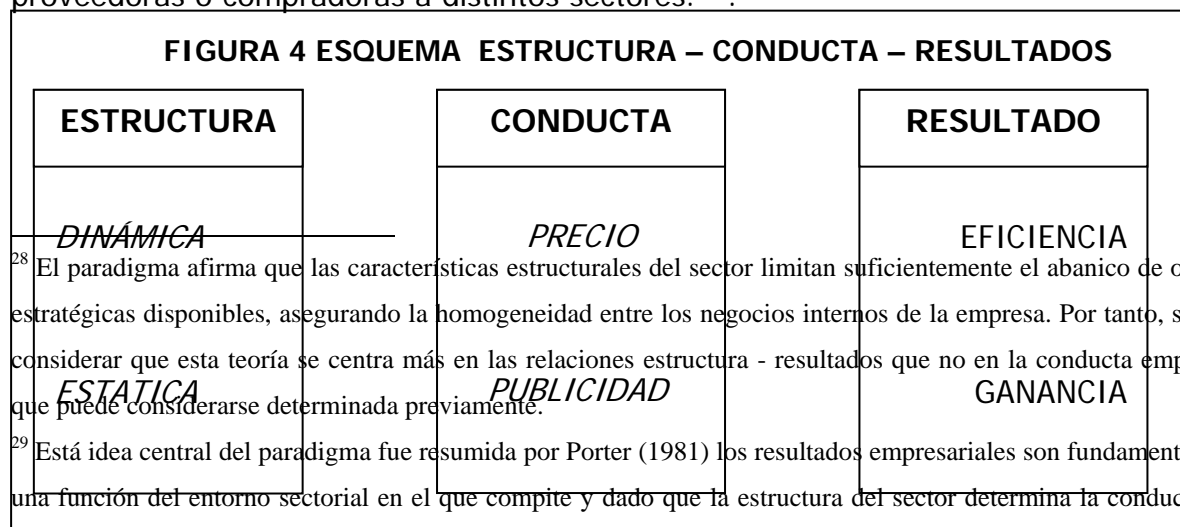 proveedoras o compradoras a distintos sectores.
FIGURA 4 ESQUEMA ESTRUCTURA – CONDUCTA – RESULTADOS
ESTRUCTURA CONDUCTA RESULTADO
DINÁMICA PRECIO EFICIENCIA
28 El paradigma afirma que las características estructurales del sector limitan suficientemente el abanico de
estratégicas disponibles, asegurando la homogeneidad entre los negocios internos de la empresa. Por tanto,
considerar que esta teoría se centra más en las relaciones estructura - resultados que no en la conducta
ESTATICA PUBLICIDAD GANANCIA
que puede considerarse determinada previamente.
29 Está idea central del paradigma fue resumida por Porter (1981) los resultados empresariales son
una función del entorno sectorial en el que compite y dado que la estructura del sector determina la